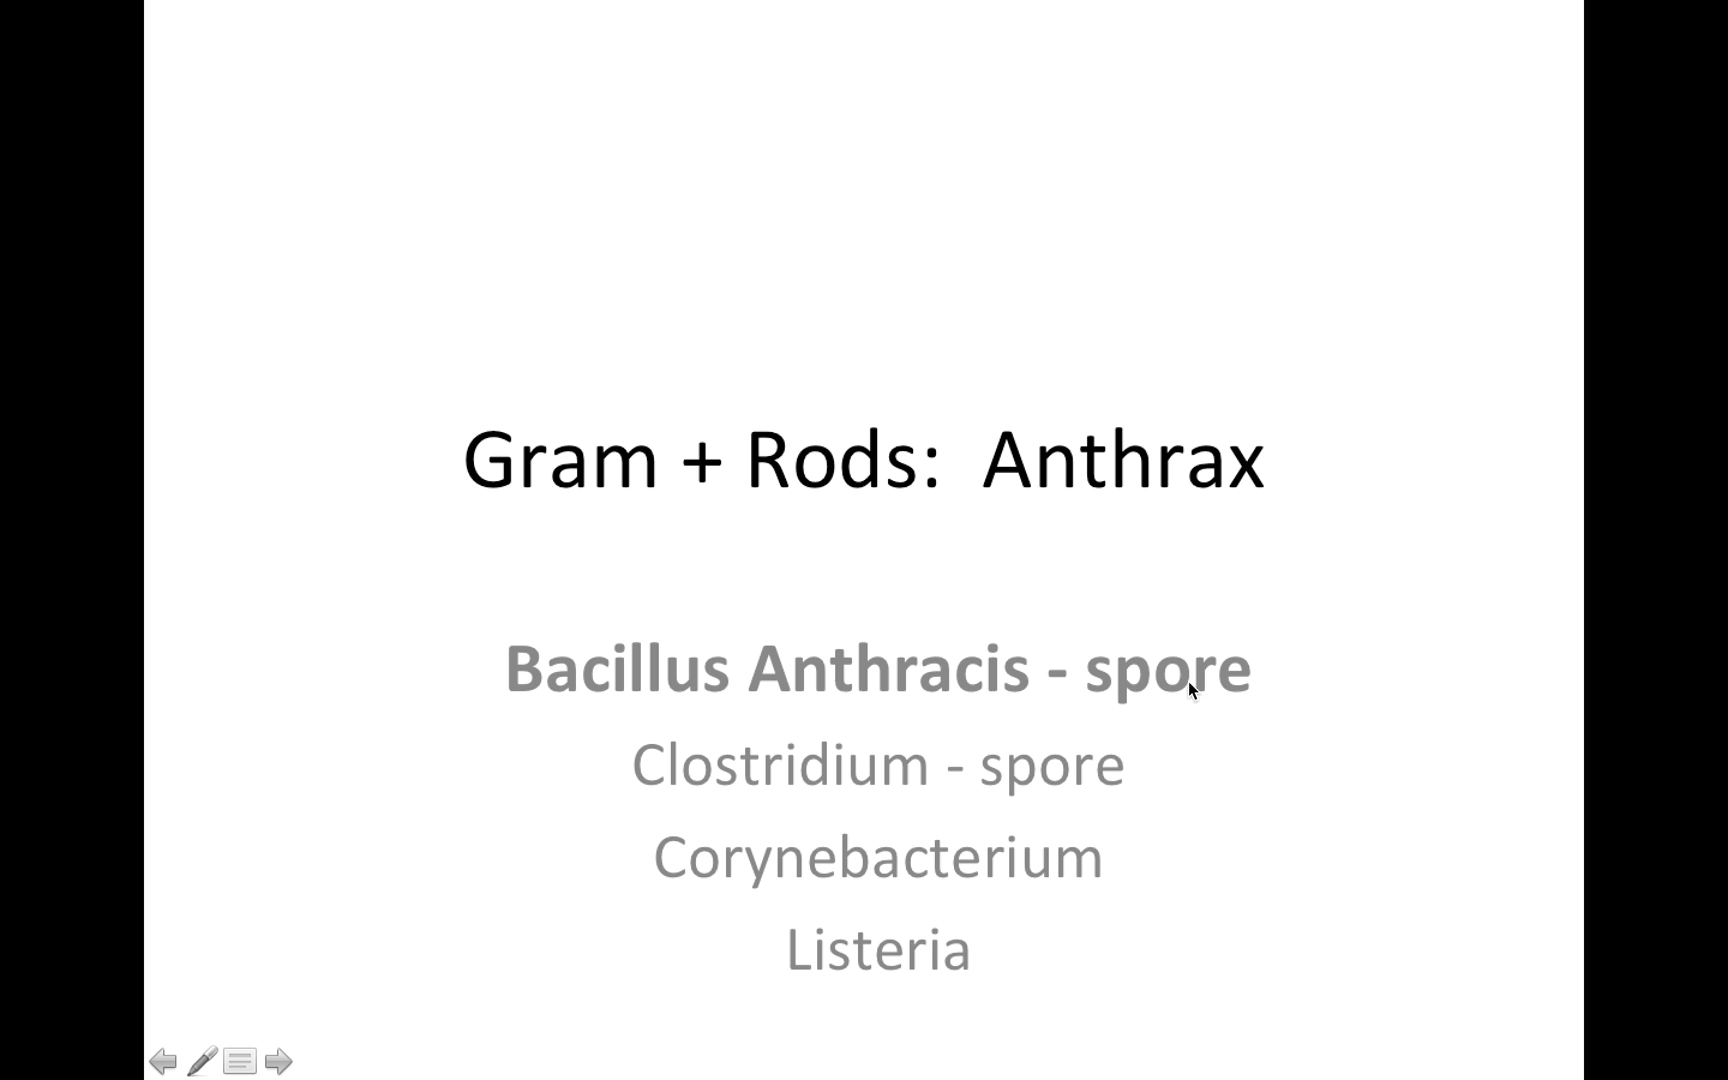 Gram + Rods:  Anthrax
Bacillus Anthracis - spore
Clostridium - spore
Corynebacterium
Listeria